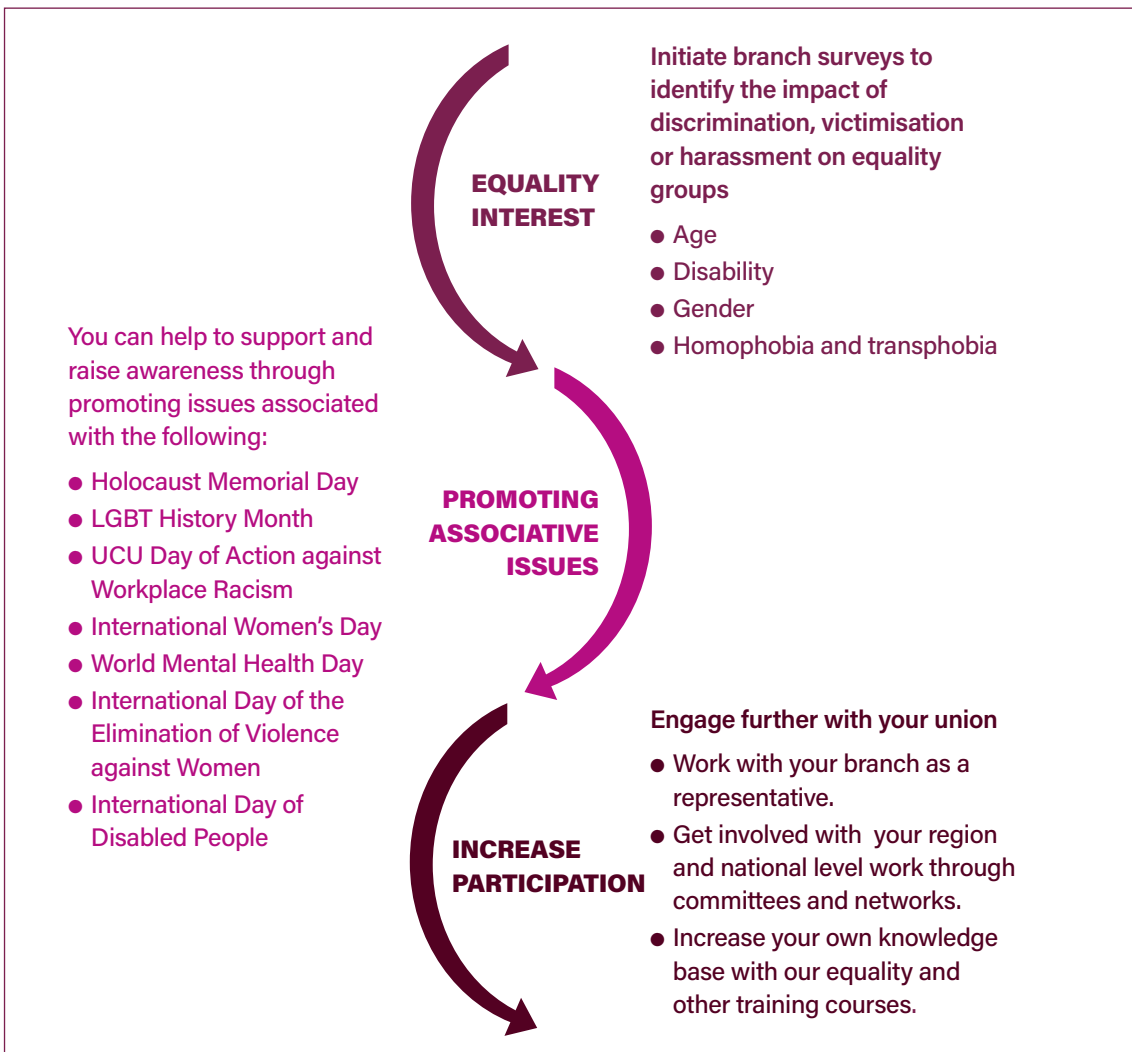 EQUALITY
INTEREST
Initiate branch surveys to
identify the impact of
discrimination, victimisation
or harassment on equality
groups
● Age
● Disability
● Gender
● Homophobia and transphobia
You can help to support and
raise awareness through
promoting issues associated
with the following:
● Holocaust Memorial Day
● LGBT History Month
● UCU Day of Action against
Workplace Racism
● International Women's Day
● World Mental Health Day
● International Day of the
Elimination of Violence
against Women
● International Day of
Disabled People
PROMOTING
ASSOCIATIVE
ISSUES
INCREASE
PARTICIPATION
Engage further with your union
● Work with your branch as a
representative.
● Get involved with your region
and national level work through
committees and networks.
● Increase your own knowledge
base with our equality and
other training courses.